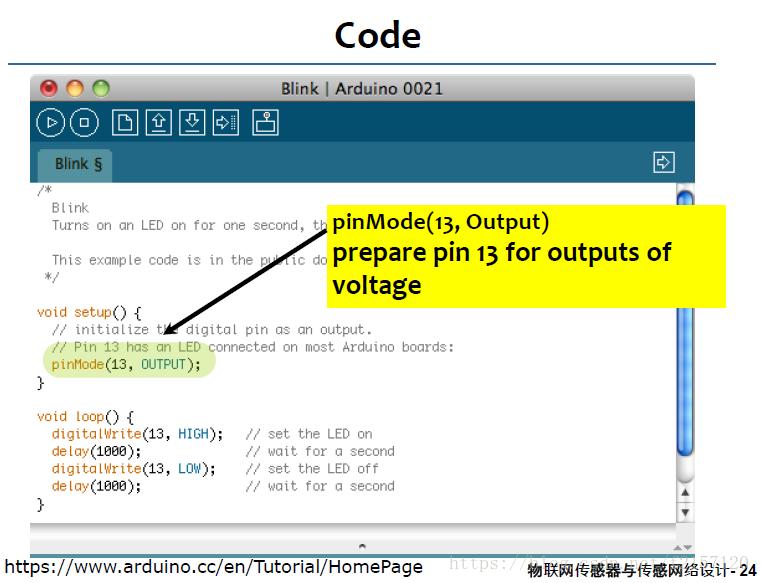 Code
Blink | Arduino 0021
Blink §
/*
Blink
Turns on an LED on for one second, th
This example code is in the public do
*/
pinMode(13, Output)
prepare pin 13 for outputs of
voltage
void setup() {
// initialize the digital pin as an output.
// Pin 13 has an LED connected on most Arduino boards:
pinMode(13, OUTPUT);
}
void loop() {
digitalWrite(13, HIGH); // set the LED on
delay(1000); // wait for a second
digitalWrite(13, LOW); // set the LED off
delay(1000); // wait for a second
}
https://www.arduino.cc/en/Tutorial/HomePage
物联网传感器与传感网络设计- 24